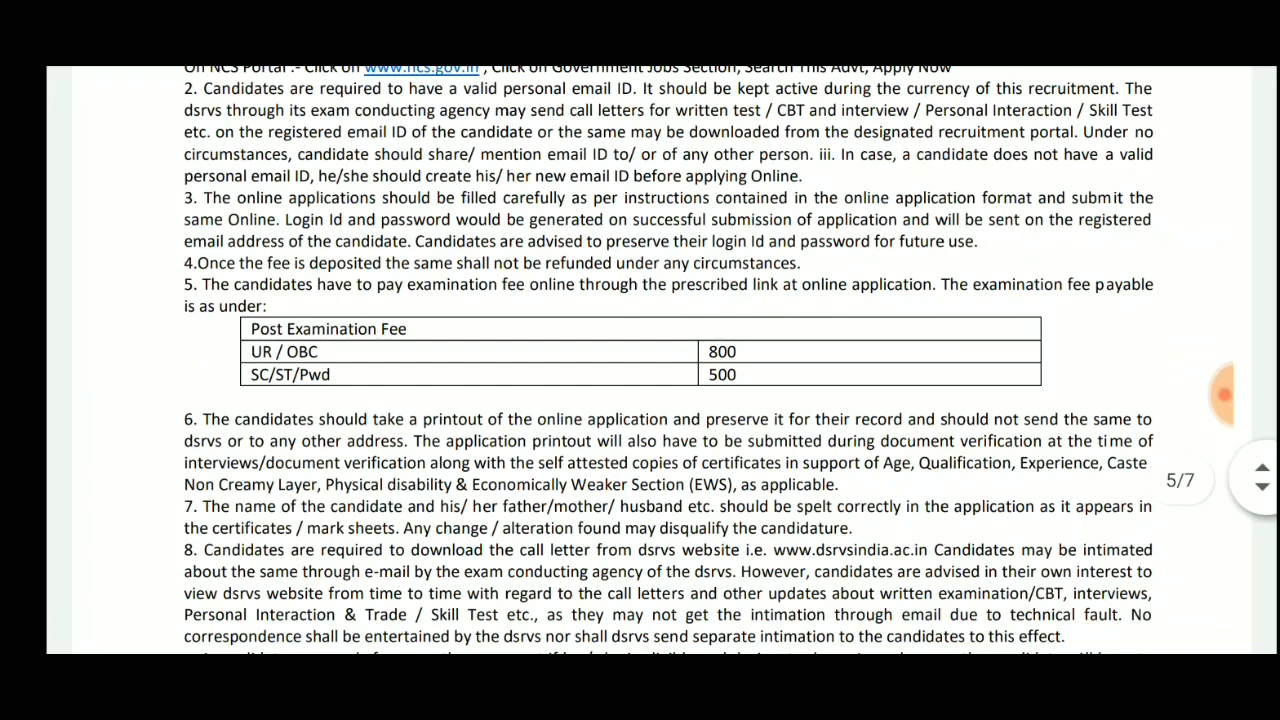 On NCS Portal :- Click on www.ncs.gov.in , Click on Government Jobs Section, Search This Advt, Apply Now
2. Candidates are required to have a valid personal email ID. It should be kept active during the currency of this recruitment. The
dsrvs through its exam conducting agency may send call letters for written test / CBT and interview / Personal Interaction / Skill Test
etc. on the registered email ID of the candidate or the same may be downloaded from the designated recruitment portal. Under no
circumstances, candidate should share/ mention email ID to/ or of any other person. iii. In case, a candidate does not have a valid
personal email ID, he/she should create his/ her new email ID before applying Online.
3. The online applications should be filled carefully as per instructions contained in the online application format and submit the
same Online. Login Id and password would be generated on successful submission of application and will be sent on the registered
email address of the candidate. Candidates are advised to preserve their login Id and password for future use.
4.Once the fee is deposited the same shall not be refunded under any circumstances.
5. The candidates have to pay examination fee online through the prescribed link at online application. The examination fee payable
is as under:
Post Examination Fee
UR / OBC 800
SC/ST/Pwd 500
6. The candidates should take a printout of the online application and preserve it for their record and should not send the same to
dsrvs or to any other address. The application printout will also have to be submitted during document verification at the time of
interviews/document verification along with the self attested copies of certificates in support of Age, Qualification, Experience, Caste
Non Creamy Layer, Physical disability & Economically Weaker Section (EWS), as applicable.
5/7
7. The name of the candidate and his/ her father/mother/ husband etc. should be spelt correctly in the application as it appears in
the certificates / mark sheets. Any change / alteration found may disqualify the candidature.
8. Candidates are required to download the call letter from dsrvs website i.e. www.dsrvsindia.ac.in Candidates may be intimated
about the same through e-mail by the exam conducting agency of the dsrvs. However, candidates are advised in their own interest to
view dsrvs website from time to time with regard to the call letters and other updates about written examination/CBT, interviews,
Personal Interaction & Trade / Skill Test etc., as they may not get the intimation through email due to technical fault. No
correspondence shall be entertained by the dsrvs nor shall dsrvs send separate intimation to the candidates to this effect.